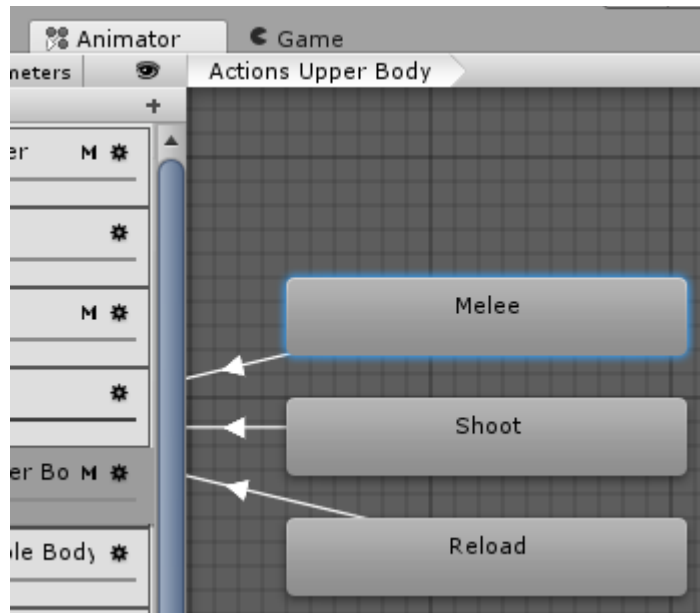 Animator
Game
meters
Actions Upper Body
+
er M
M
er Bo M
ole Body
Melee
Shoot
Reload